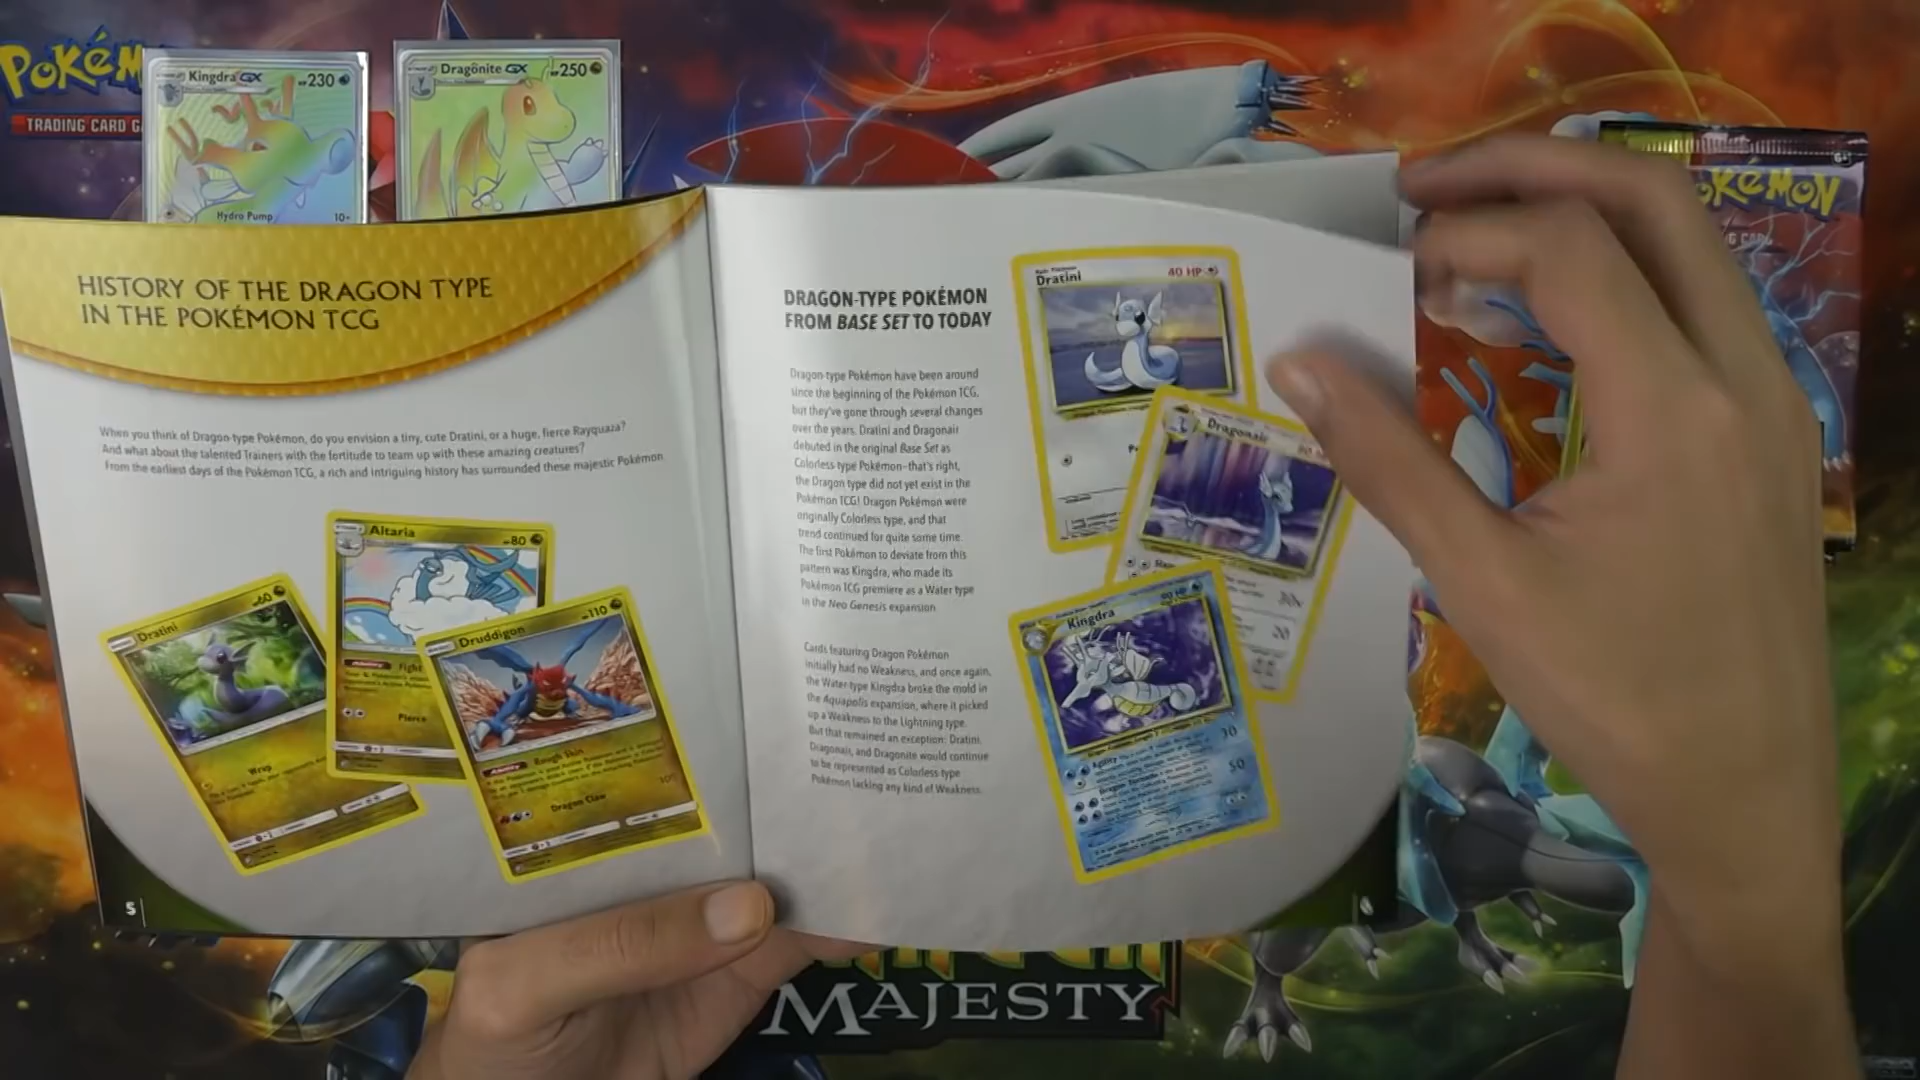 POKÉM
TRADING CARD G
Kingdra GX
HP 230
Hydro Pump
10+
Dragonite GX
HP 250
POKÉMON
HISTORY OF THE DRAGON TYPE
IN THE POKÉMON TCG
When you think of Dragon-type Pokémon, do you envision a tiny, cute Dratini, or a huge, fierce Rayquaza?
And what about the talented Trainers with the fortitude to team up with these amazing creatures?
From the earliest days of the Pokémon TCG, a rich and intriguing history has surrounded these majestic Pokémon.
Altaria
80
Ability
Fight
Pierce
Dratini
60
Wrap
Druddigon
110
Ability
Rough Skin
Dragon Claw
5
DRAGON-TYPE POKÉMON
FROM BASE SET TO TODAY
Dragon-type Pokémon have been around
since the beginning of the Pokémon TCG,
but they've gone through several changes
over the years. Dratini and Dragonair
debuted in the original Base Set as
Colorless-type Pokémon–that's right,
the Dragon type did not yet exist in the
Pokémon TCG! Dragon Pokémon were
originally Colorless type, and that
trend continued for quite some time.
The first Pokémon to deviate from this
pattern was Kingdra, who made its
Pokémon TCG premiere as a Water type
in the Neo Genesis expansion.
Cards featuring Dragon Pokémon
initially had no Weakness, and once again,
the Water-type Kingdra broke the mold in
the Aquapolis expansion, where it picked
up a Weakness to the Lightning type.
But that remained an exception: Dratini,
Dragonair, and Dragonite would continue
to be represented as Colorless-type
Pokémon lacking any kind of Weakness.
Dratini
40 HP
Dragonair
20
Kingdra
90 HP
Agility
30
Dragon Tornado
50
6
MAJESTY